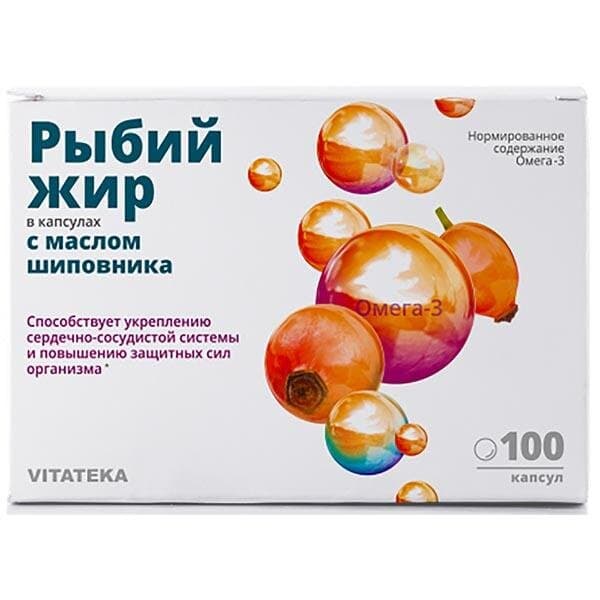 Рыбий
жир
в капсулах
с маслом
шиповника
Способствует укреплению
сердечно-сосудистой системы
и повышению защитных сил
организма*
Нормированное
содержание
Омега-3
Омега-3
100
капсул
VITATEKA